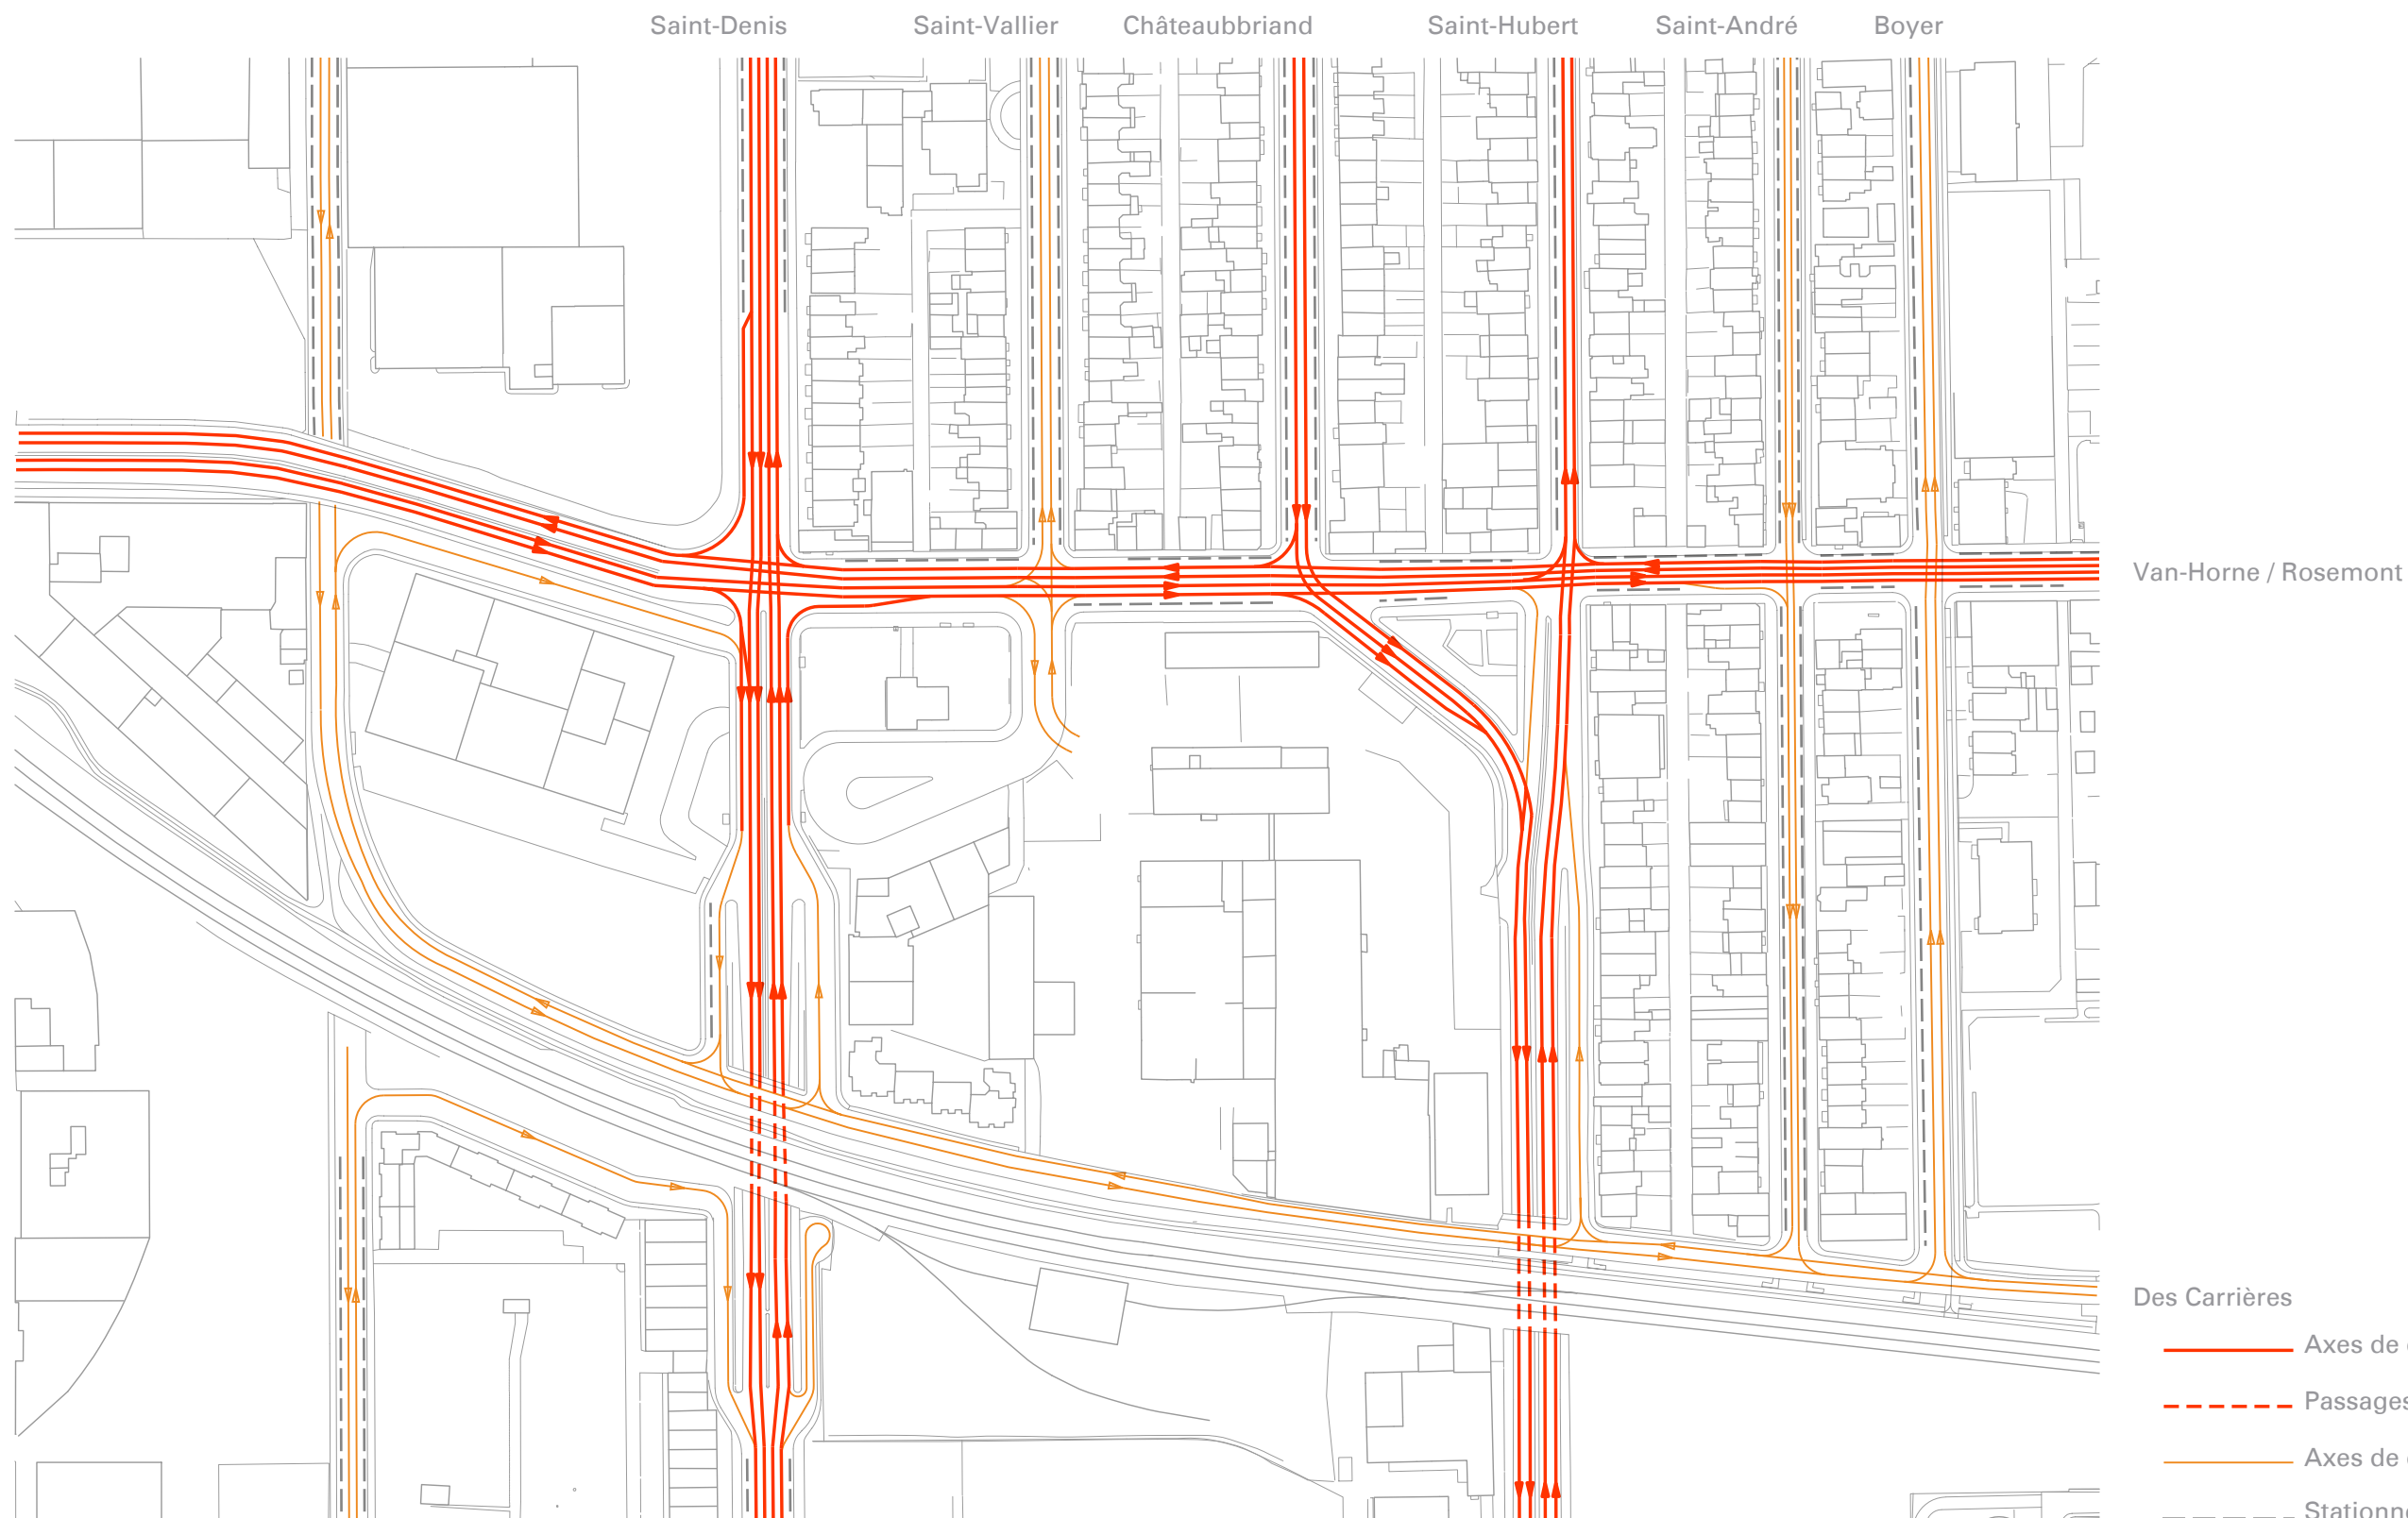 Saint-Denis Saint-Vallier Châteaubbriand Saint-Hubert Saint-André Boyer
Van-Horne / Rosemont
Des Carrières
Axes de
Passages
Axes de